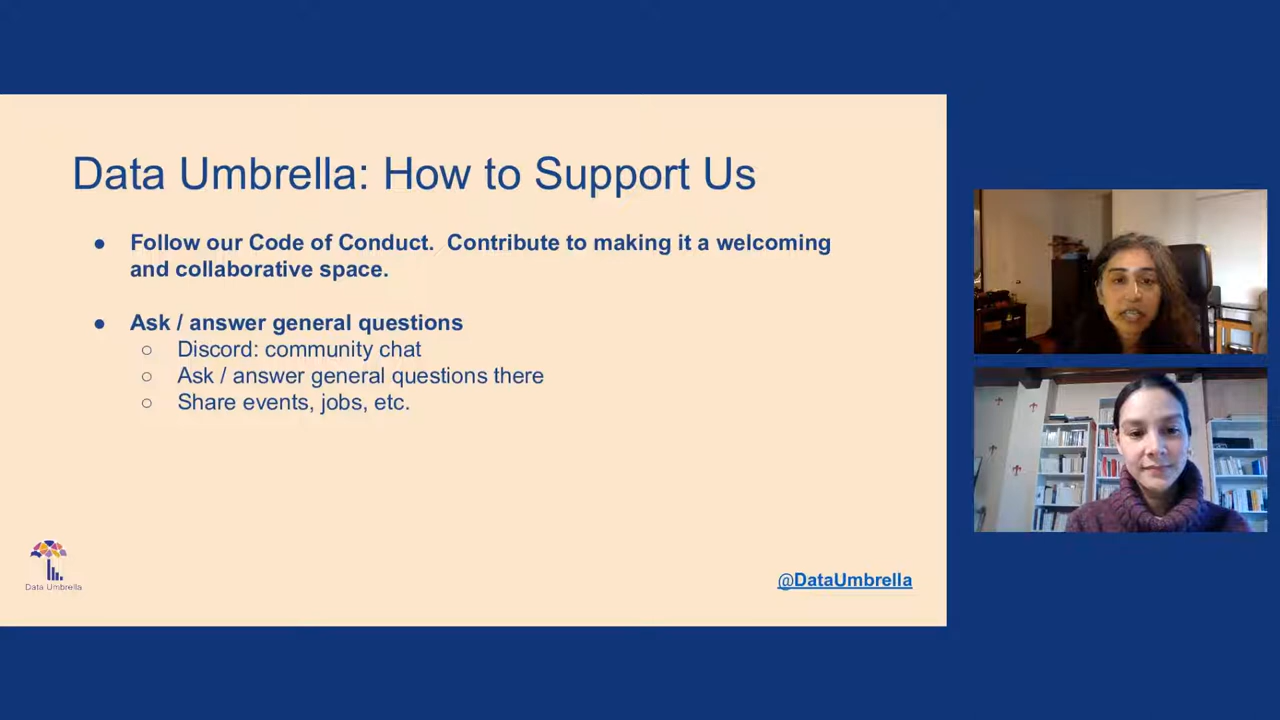 Data Umbrella: How to Support Us
● Follow our Code of Conduct.  Contribute to making it a welcoming
and collaborative space.
● Ask / answer general questions
○ Discord: community chat
○ Ask / answer general questions there
○ Share events, jobs, etc.
Data Umbrella
@DataUmbrella